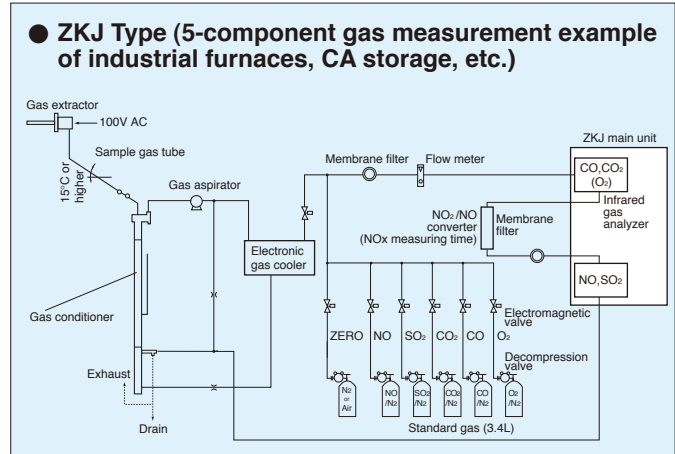 ● ZKJ Type (5-component gas measurement example
of industrial furnaces, CA storage, etc.)
Gas extractor
100V AC
Sample gas tube
15°C or
higher
Gas aspirator
Electronic
gas cooler
Gas conditioner
Exhaust
Drain
Membrane filter
Flow meter
ZKJ main unit
CO,CO₂
(O₂)
Infrared
gas
analyzer
NO₂/NO
converter
(NOx measuring time)
Membrane
filter
NO,SO₂
Electromagnetic
valve
ZERO
NO
SO₂
CO₂
CO
O₂
Decompression
valve
N₂
or
Air
NO
/N₂
SO₂
/N₂
CO₂
/N₂
CO
/N₂
O₂
/N₂
Standard gas (3.4L)